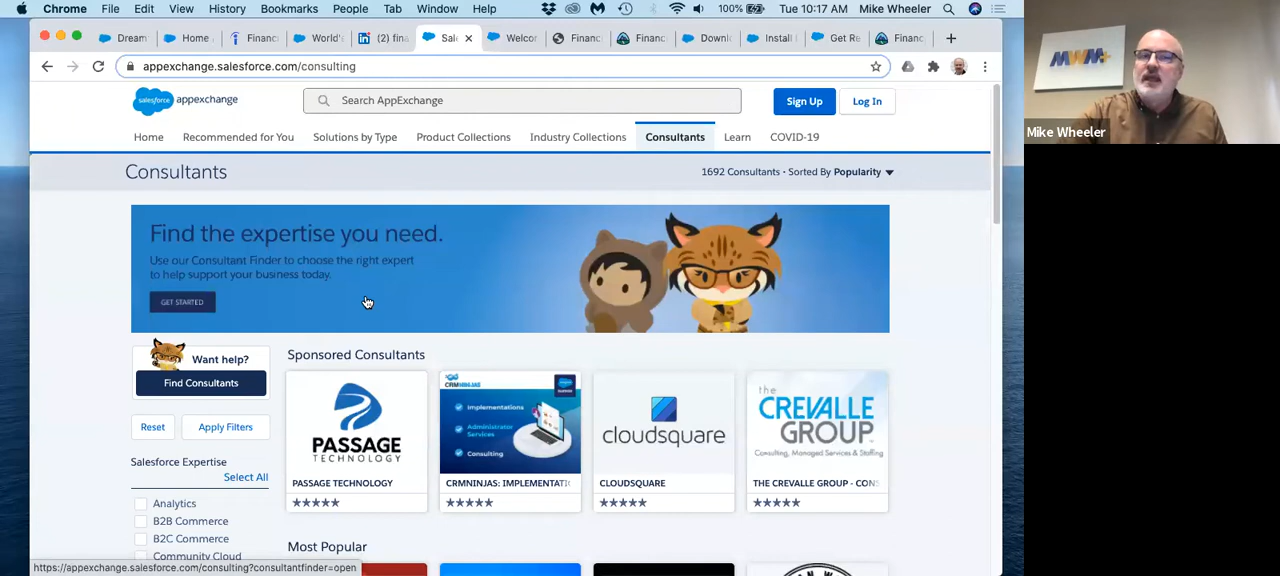 Chrome File Edit View History Bookmarks People Tab Window Help 100% Tue 10:17 AM Mike Wheeler
Dream Home Financ World's (2) fina Sal Welcor Financ Financ Downl Install Get Re Financ
appexchange.salesforce.com/consulting
salesforce appexchange Search AppExchange Sign Up Log In
Home Recommended for You Solutions by Type Product Collections Industry Collections Consultants Learn COVID-19
Consultants 1692 Consultants · Sorted By Popularity
Find the expertise you need.
Use our Consultant Finder to choose the right expert
to help support your business today.
GET STARTED
Want help?
Find Consultants
Reset Apply Filters
Salesforce Expertise
Select All
Analytics
B2B Commerce
B2C Commerce
Community Cloud
Sponsored Consultants
PASSAGE
TECHNOLOGY
PASSAGE TECHNOLOGY
CRMNINJAS
Implementations
Administrator
Services
Consulting
CRMNINJAS: IMPLEMENTATI
cloudsquare
CLOUDSQUARE
the
CREVALLE
GROUP
Consulting, Managed Services & Staffing
THE CREVALLE GROUP - CONS
Most Popular
https://appexchange.salesforce.com/consulting?consultantfi
open
MWM+
Mike Wheeler